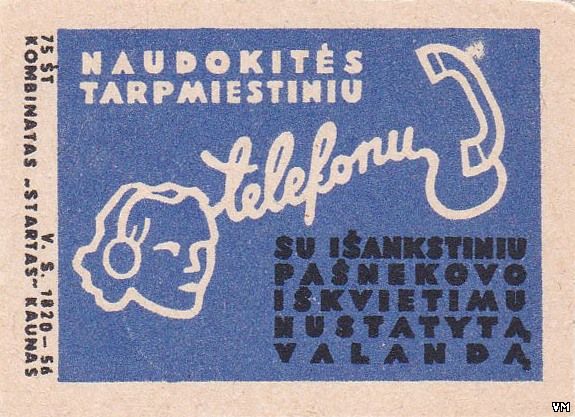 NAUDOKITĖS
TARPMIESTINIU
telefonu
SU IŠANKSTINIU
PAŠNEKOVO
IŠKVIETIMU
NUSTATYTĄ
VALANDĄ
75 ŠT V. S. 1820-56
KOMBINATAS „STARTAS" KAUNAS
VM